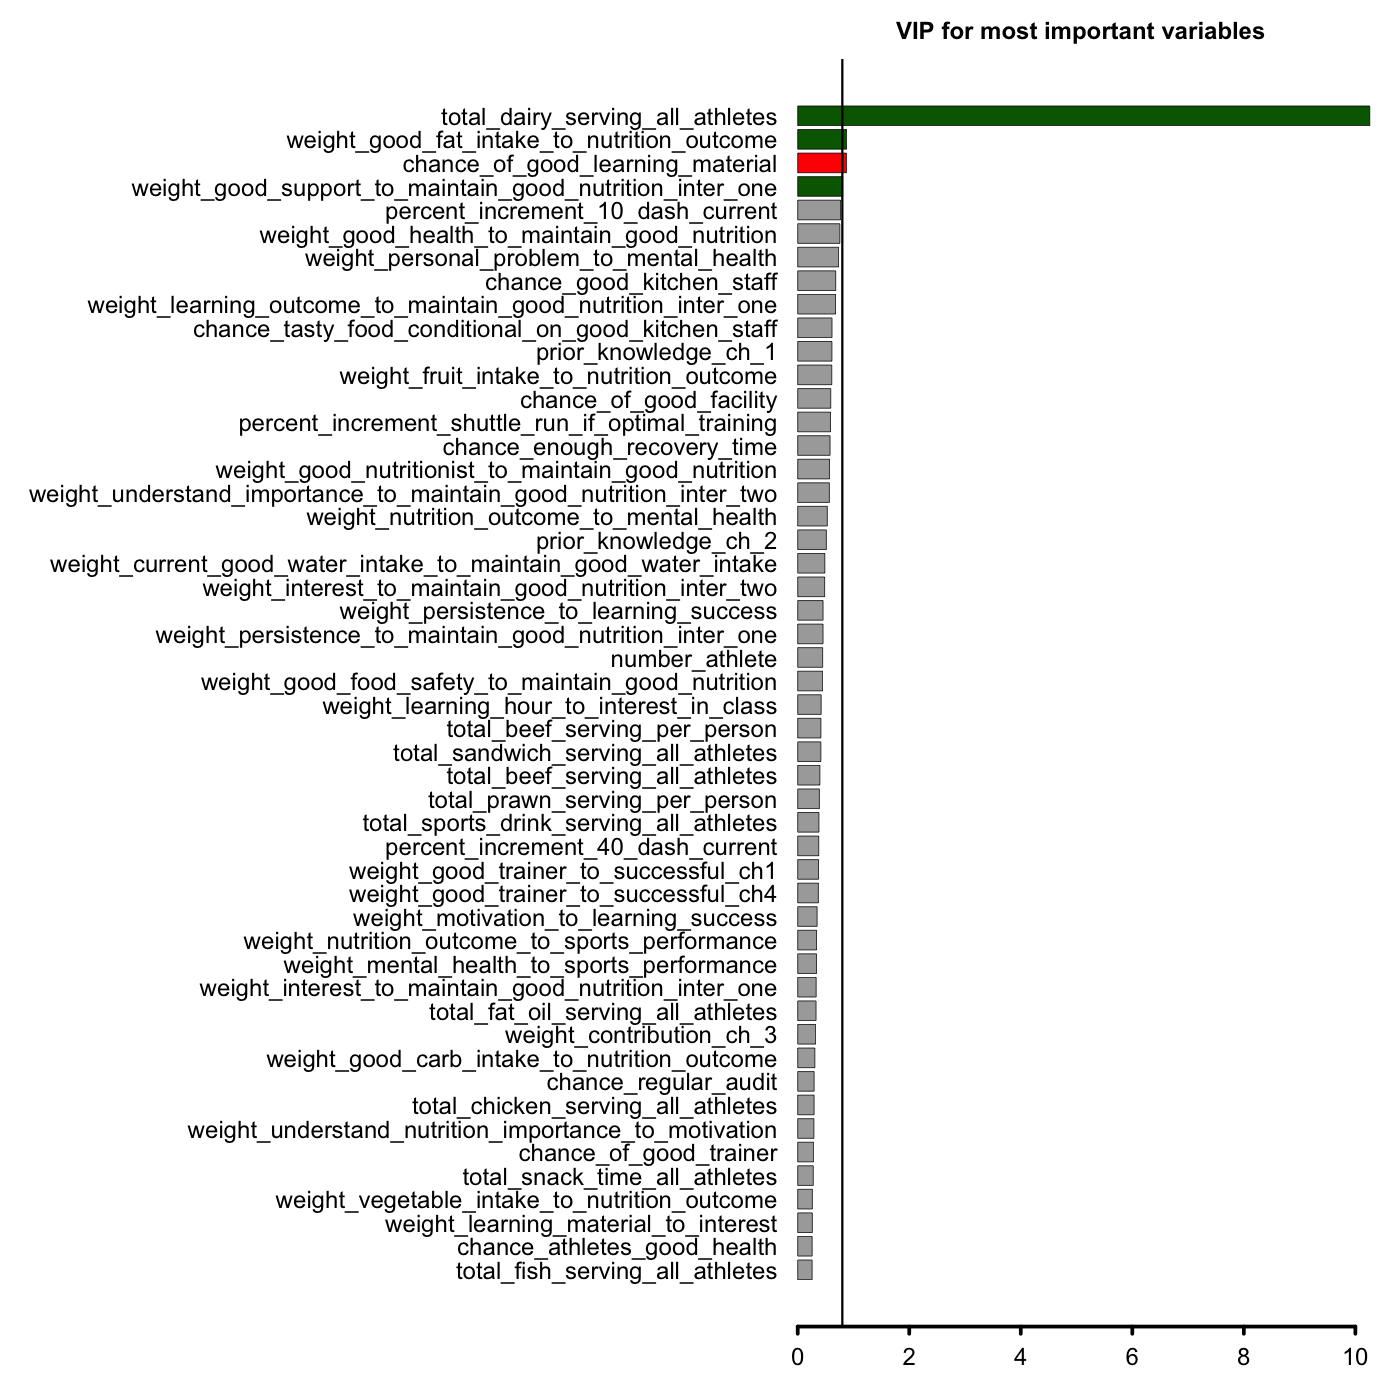 VIP for most important variables
total_dairy_serving_all_athletes
weight_good_fat_intake_to_nutrition_outcome
chance_of_good_learning_material
weight_good_support_to_maintain_good_nutrition_inter_one
percent_increment_10_dash_current
weight_good_health_to_maintain_good_nutrition
weight_personal_problem_to_mental_health
chance_good_kitchen_staff
weight_learning_outcome_to_maintain_good_nutrition_inter_one
chance_tasty_food_conditional_on_good_kitchen_staff
prior_knowledge_ch_1
weight_fruit_intake_to_nutrition_outcome
chance_of_good_facility
percent_increment_shuttle_run_if_optimal_training
chance_enough_recovery_time
weight_good_nutritionist_to_maintain_good_nutrition
weight_understand_importance_to_maintain_good_nutrition_inter_two
weight_nutrition_outcome_to_mental_health
prior_knowledge_ch_2
weight_current_good_water_intake_to_maintain_good_water_intake
weight_interest_to_maintain_good_nutrition_inter_two
weight_persistence_to_learning_success
weight_persistence_to_maintain_good_nutrition_inter_one
number_athlete
weight_good_food_safety_to_maintain_good_nutrition
weight_learning_hour_to_interest_in_class
total_beef_serving_per_person
total_sandwich_serving_all_athletes
total_beef_serving_all_athletes
total_prawn_serving_per_person
total_sports_drink_serving_all_athletes
percent_increment_40_dash_current
weight_good_trainer_to_successful_ch1
weight_good_trainer_to_successful_ch4
weight_motivation_to_learning_success
weight_nutrition_outcome_to_sports_performance
weight_mental_health_to_sports_performance
weight_interest_to_maintain_good_nutrition_inter_one
total_fat_oil_serving_all_athletes
weight_contribution_ch_3
weight_good_carb_intake_to_nutrition_outcome
chance_regular_audit
total_chicken_serving_all_athletes
weight_understand_nutrition_importance_to_motivation
chance_of_good_trainer
total_snack_time_all_athletes
weight_vegetable_intake_to_nutrition_outcome
weight_learning_material_to_interest
chance_athletes_good_health
total_fish_serving_all_athletes
0 2 4 6 8 10